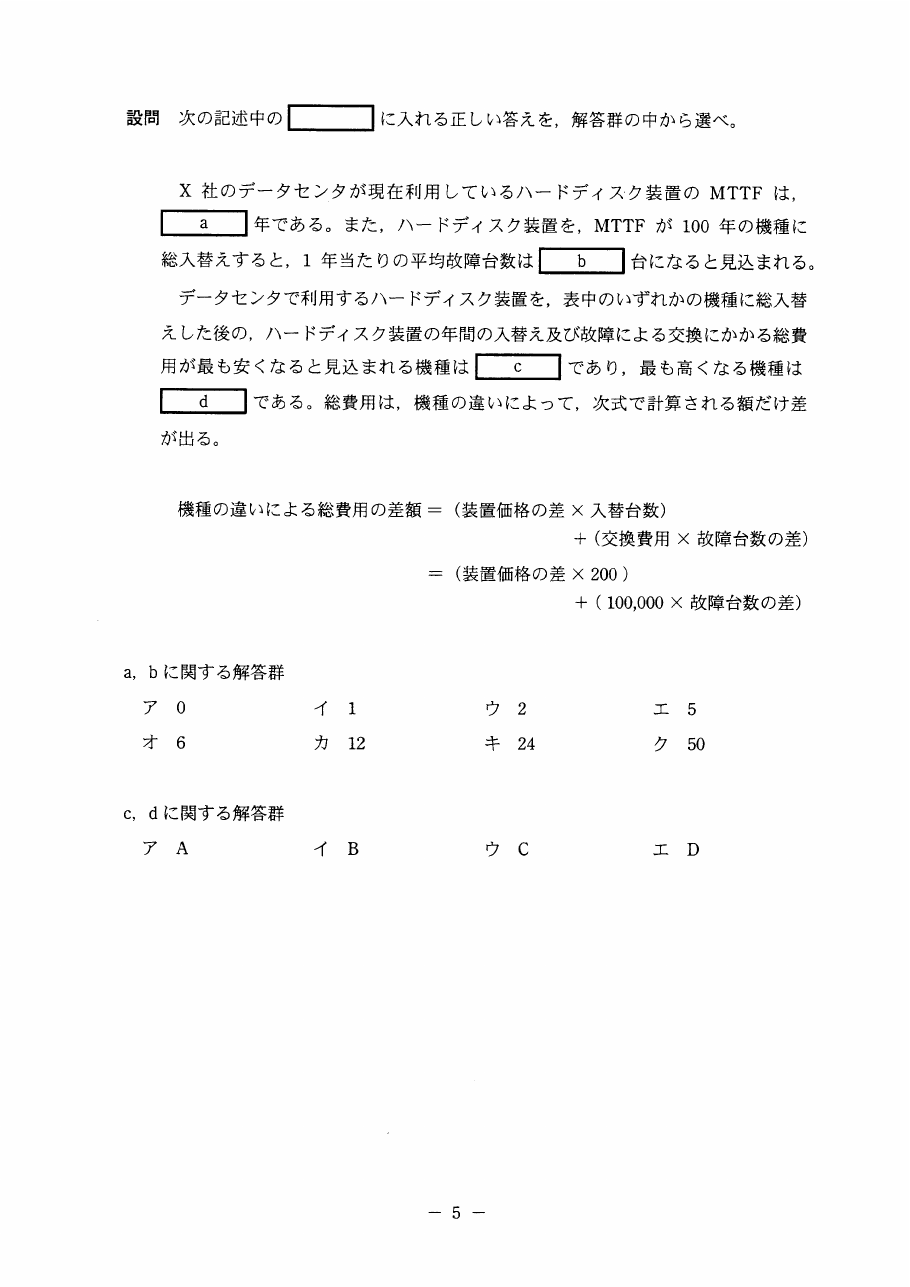 設問　次の記述中の　　　　に入れる正しい答えを，解答群の中から選べ。
X 社のデータセンタが現在利用しているハードディスク装置の MTTF は，
a 年である。また，ハードディスク装置を，MTTF が 100 年の機種に
総入替えすると，1 年当たりの平均故障台数は b 台になると見込まれる。
データセンタで利用するハードディスク装置を，表中のいずれかの機種に総入替
えした後の，ハードディスク装置の年間の入替え及び故障による交換にかかる総費
用が最も安くなると見込まれる機種は c であり，最も高くなる機種は
d である。総費用は，機種の違いによって，次式で計算される額だけ差
が出る。
機種の違いによる総費用の差額＝（装置価格の差 × 入替台数）
＋（交換費用 × 故障台数の差）
＝（装置価格の差 × 200 ）
＋（ 100,000 × 故障台数の差）
a，b に関する解答群
ア 0　イ 1　ウ 2　エ 5
オ 6　カ 12　キ 24　ク 50
c，d に関する解答群
ア A　イ B　ウ C　エ D
－ 5 －